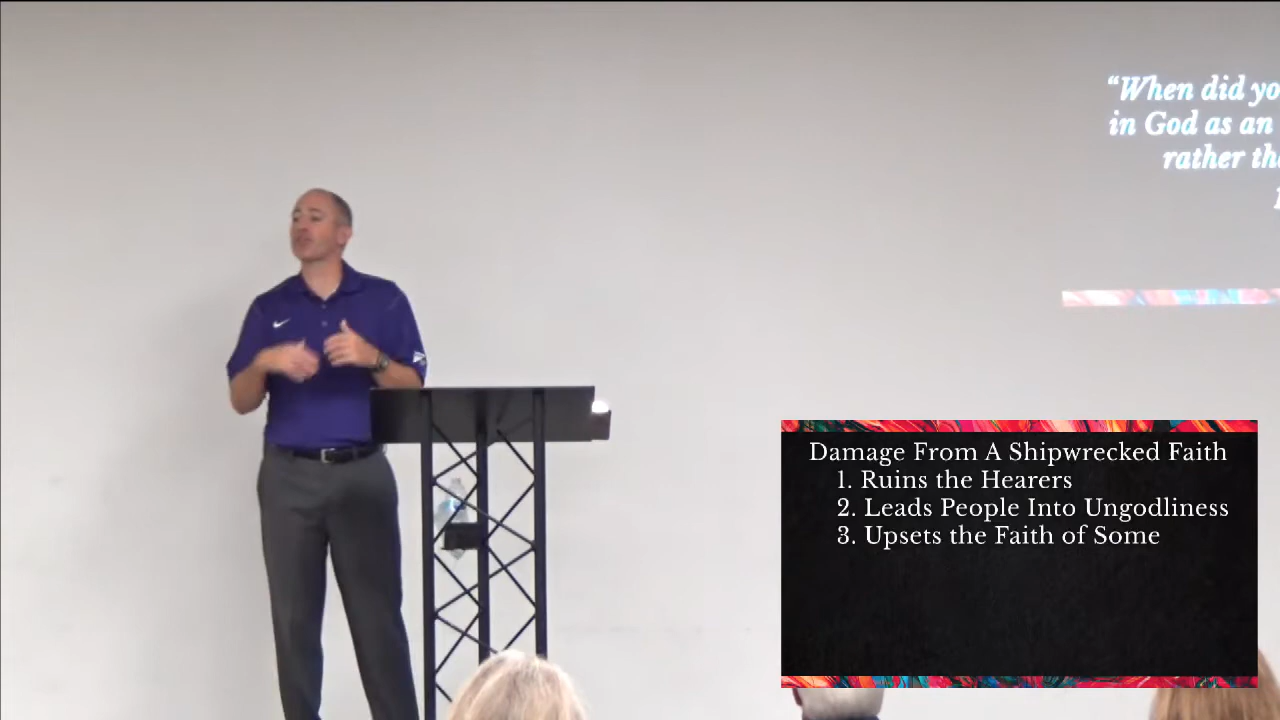 “When did yo
in God as an
rather th
Damage From A Shipwrecked Faith
1. Ruins the Hearers
2. Leads People Into Ungodliness
3. Upsets the Faith of Some